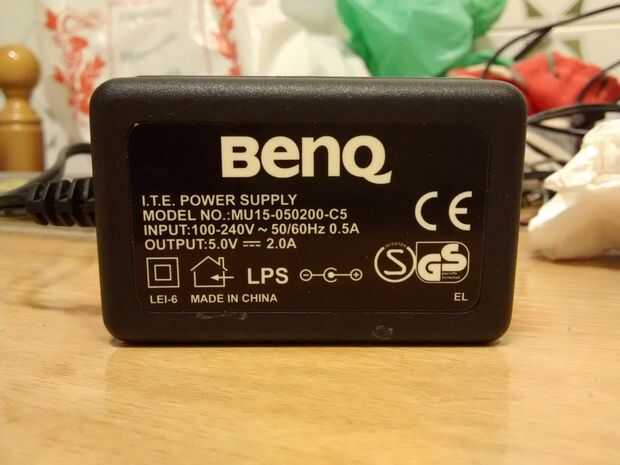 BenQ
I.T.E. POWER SUPPLY
MODEL NO.:MU15-050200-C5
INPUT:100-240V ~ 50/60Hz 0.5A
OUTPUT:5.0V ⎓ 2.0A
CE
LPS
S
GS
LEI-6 MADE IN CHINA
EL